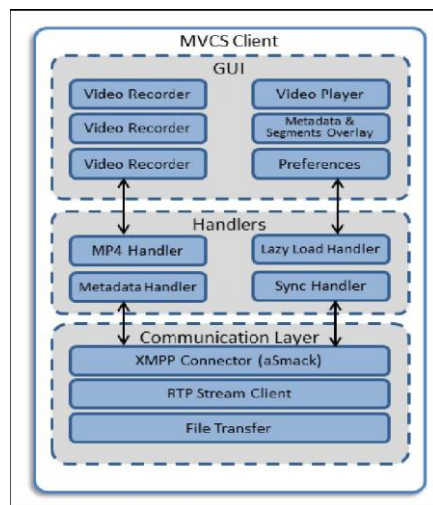 MVCS Client
GUI
Video Recorder
Video Player
Video Recorder
Metadata &
Segments Overlay
Video Recorder
Preferences
Handlers
MP4 Handler
Lazy Load Handler
Metadata Handler
Sync Handler
Communication Layer
XMPP Connector (aSmack)
RTP Stream Client
File Transfer